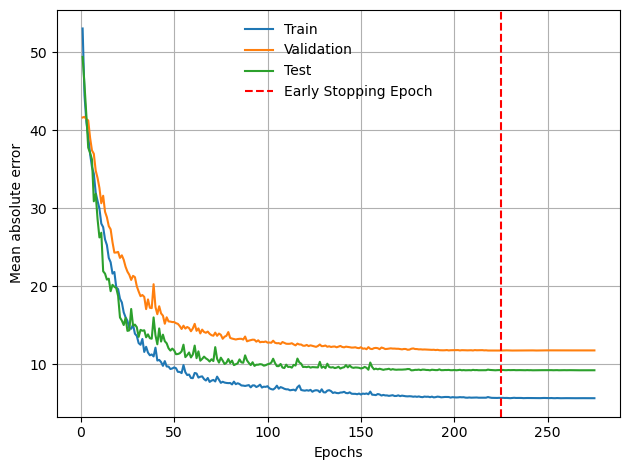 Train
Validation
Test
Early Stopping Epoch
Mean absolute error
50
40
30
20
10
0
50
100
150
200
250
Epochs